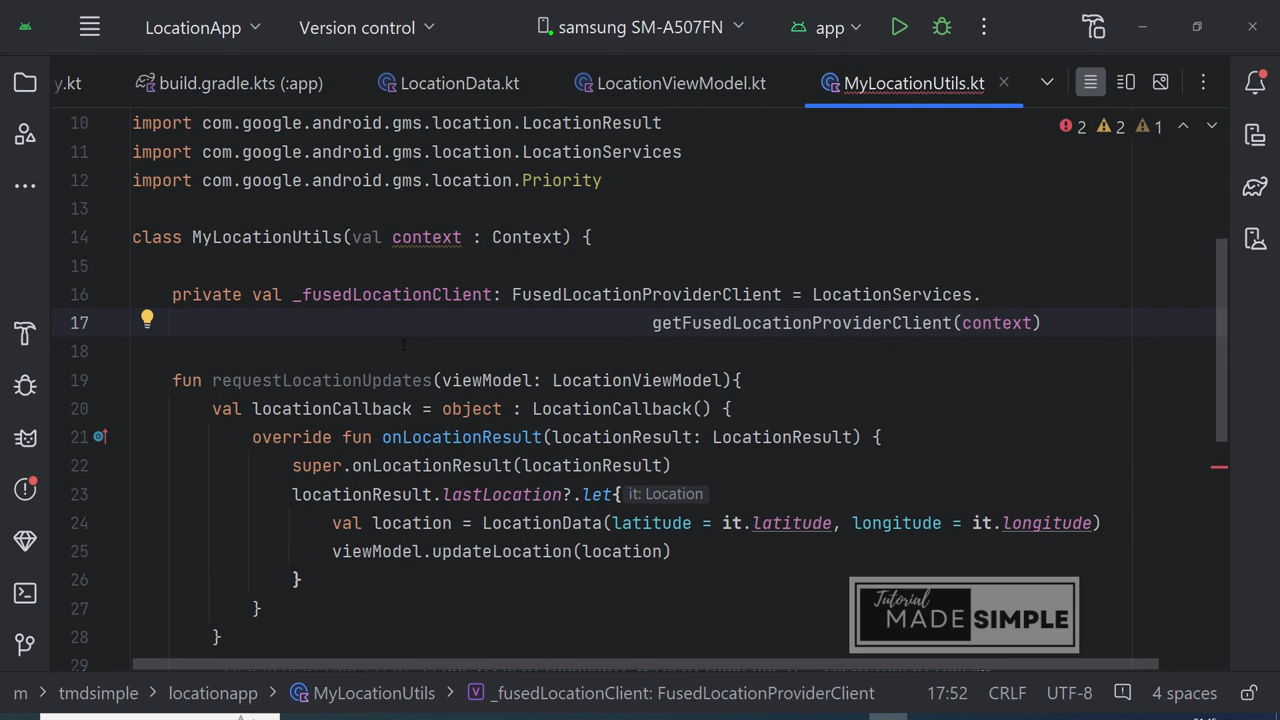 LocationApp Version control samsung SM-A507FN app
y.kt build.gradle.kts (:app) LocationData.kt LocationViewModel.kt MyLocationUtils.kt
2 2 1
10 import com.google.android.gms.location.LocationResult
11 import com.google.android.gms.location.LocationServices
12 import com.google.android.gms.location.Priority
13
14 class MyLocationUtils(val context : Context) {
15
16 private val _fusedLocationClient: FusedLocationProviderClient = LocationServices.
17 getFusedLocationProviderClient(context)
18
19 fun requestLocationUpdates(viewModel: LocationViewModel){
20 val locationCallback = object : LocationCallback() {
21 override fun onLocationResult(locationResult: LocationResult) {
22 super.onLocationResult(locationResult)
23 locationResult.lastLocation?.let{ it: Location
24 val location = LocationData(latitude = it.latitude, longitude = it.longitude)
25 viewModel.updateLocation(location)
26 }
27 }
28 }
29
Tutorial
MADE SIMPLE
m tmdsimple locationapp MyLocationUtils _fusedLocationClient: FusedLocationProviderClient 17:52 CRLF UTF-8 4 spaces